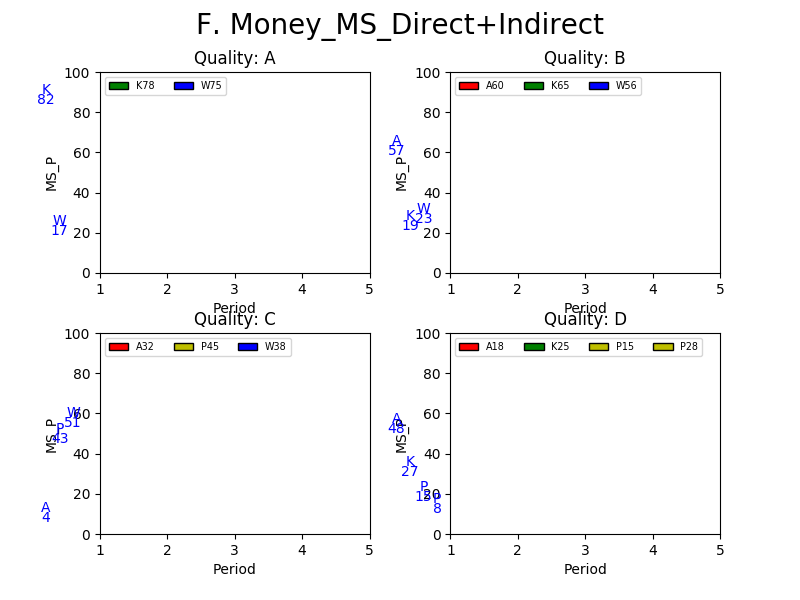 F. Money_MS_Direct+Indirect
Quality: A
K78 W75
K
82
W
17
MS_P
100
80
60
40
20
0
1 2 3 4 5
Period
Quality: B
A60 K65 W56
A
57
W
23
K
19
MS_P
100
80
60
40
20
0
1 2 3 4 5
Period
Quality: C
A32 P45 W38
W
51
P
43
A
4
MS_P
100
80
60
40
20
0
1 2 3 4 5
Period
Quality: D
A18 K25 P15 P28
A
48
K
27
P
P
8
MS_P
100
80
60
40
20
0
1 2 3 4 5
Period